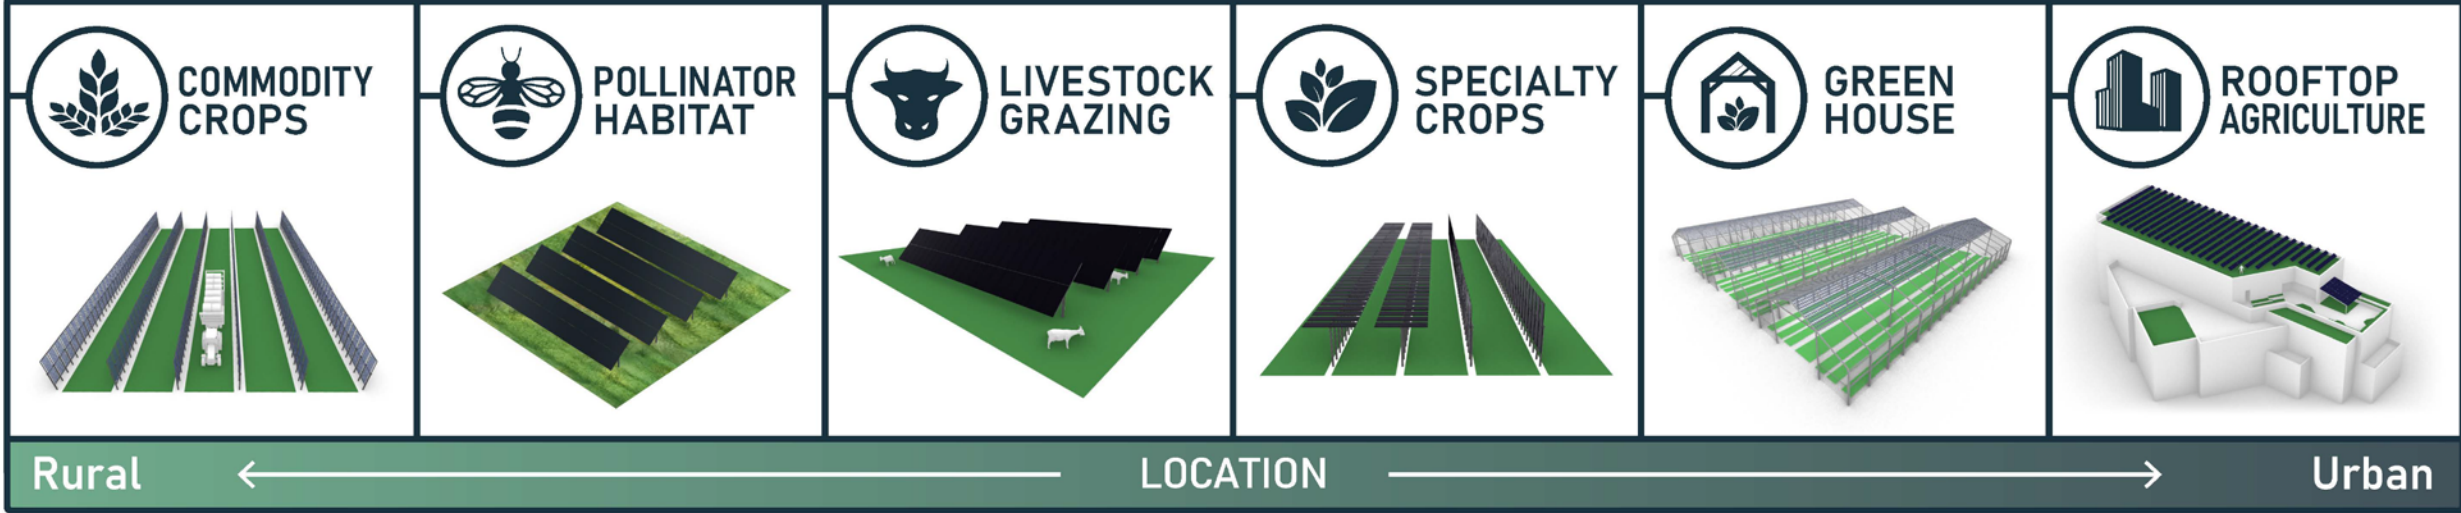 COMMODITY
CROPS
POLLINATOR
HABITAT
LIVESTOCK
GRAZING
SPECIALTY
CROPS
GREEN
HOUSE
ROOFTOP
AGRICULTURE
Rural
LOCATION
Urban